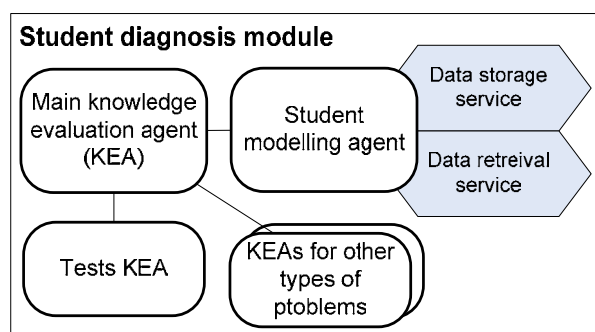 Student diagnosis module
Main knowledge
evaluation agent
(KEA)
Student
modelling agent
Data storage
service
Data retreival
service
Tests KEA
KEAs for other
types of
ptoblems